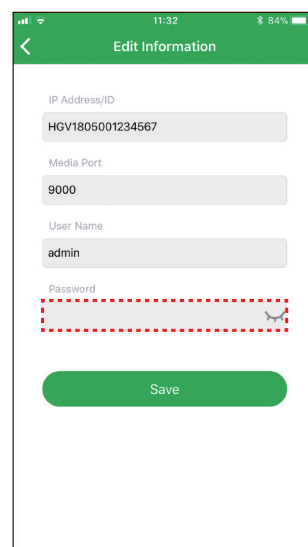 11:32
84%
Edit Information
IP Address/ID
HGV1805001234567
Media Port
9000
User Name
admin
Password
Save